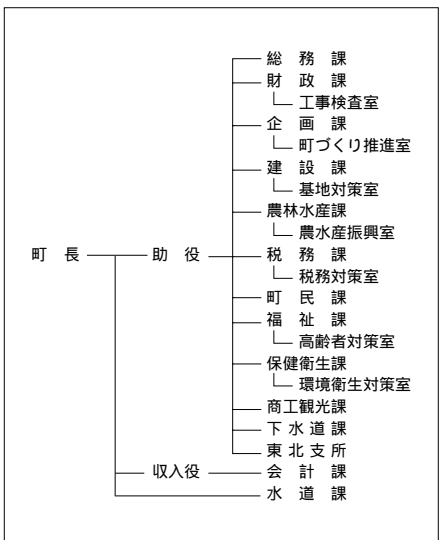 総務課
財政課
工事検査室
企画課
町づくり推進室
建設課
基地対策室
農林水産課
農水産振興室
町長 助役 税務課
税務対策室
町民課
福祉課
高齢者対策室
保健衛生課
環境衛生対策室
商工観光課
下水道課
東北支所
収入役 会計課
水道課